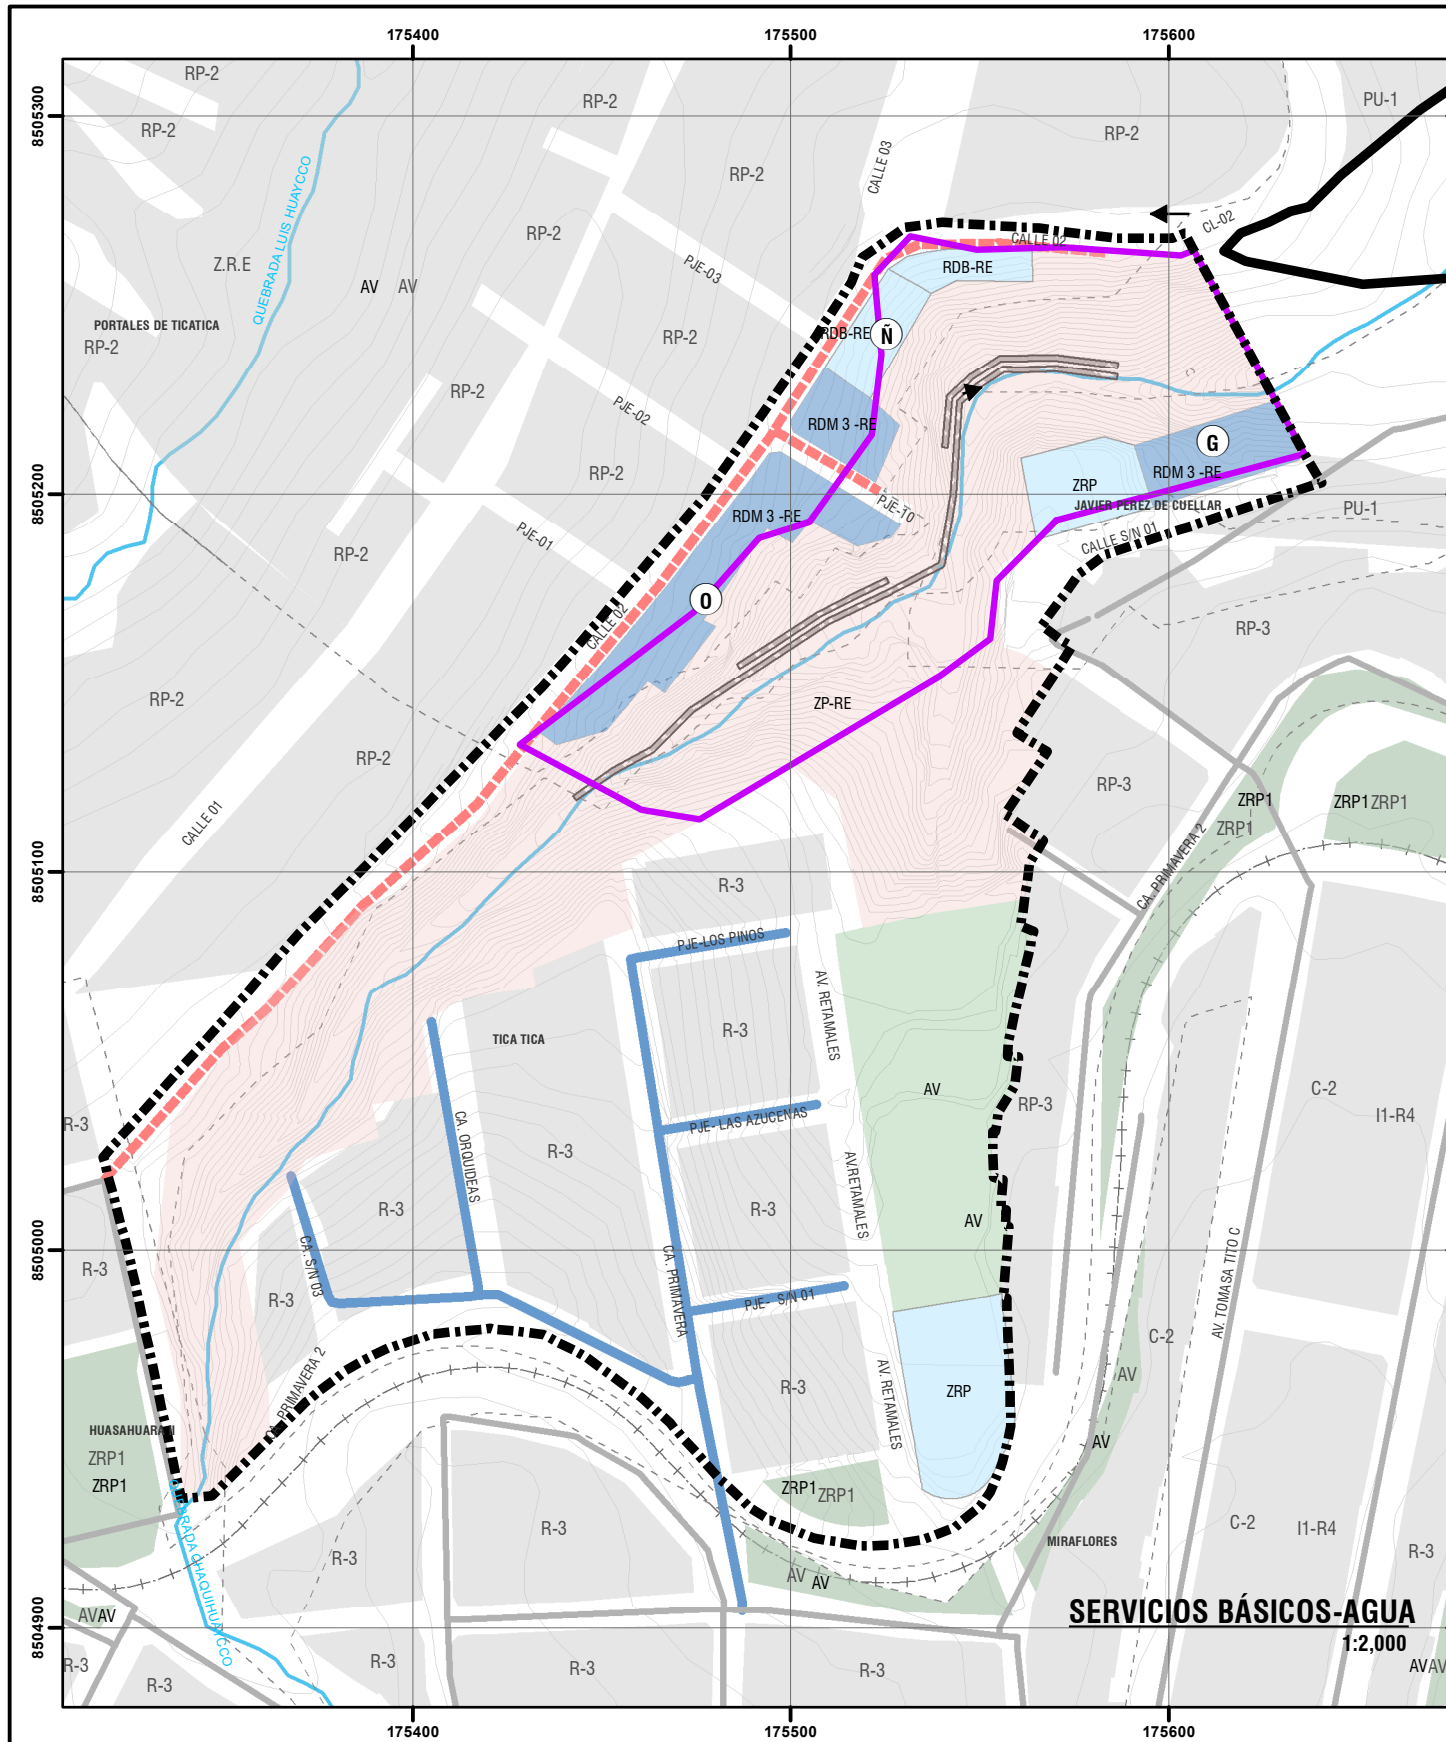 175400
175500
175600
8505300
8505200
8505100
8505000
8504900
RP-2
RP-2
RP-2
RP-2
RP-2
PU-1
QUEBRADA LUIS HUAYCCO
CALLE 03
CL-02
CALLE 02
RP-2
Z.R.E
PJE-03
RDB-RE
AV
AV
PORTALES DE TICATICA
RP-2
RP-2
RDB-RE
Ñ
RP-2
PJE-02
RDM 3 -RE
G
RP-2
RDM 3 -RE
ZRP
JAVIER PEREZ DE CUELLAR
PU-1
RDM 3 -RE
PJE-10
PJE-01
CALLE S/N 01
RP-2
O
CALLE 02
RP-3
RP-2
ZP-RE
RP-2
RP-3
ZRP1
ZRP1
ZRP1
ZRP1
CALLE 01
CA. PRIMAVERA 2
R-3
PJE-LOS PINOS
AV. RETAMALES
R-3
TICA TICA
AV
RP-3
C-2
I1-R4
R-3
PJE- LAS AZUCENAS
CA. ORQUIDEAS
R-3
AV.RETAMALES
R-3
R-3
AV
R-3
CA. S/N 03
CA. PRIMAVERA
AV. TOMASA TITO C
R-3
PJE- S/N 01
C-2
CA. PRIMAVERA 2
R-3
AV. RETAMALES
ZRP
AV
HUASAHUARA II
AV
ZRP1
ZRP1
ZRP1
ZRP1
R-3
C-2
I1-R4
R-3
MIRAFLORES
R-3
AV
AV
QUEBRADA CHAQUIHUAYCCO
AV
AV
SERVICIOS BÁSICOS-AGUA
1:2,000
R-3
R-3
R-3
R-3
R-3
AV
AV
175400
175500
175600